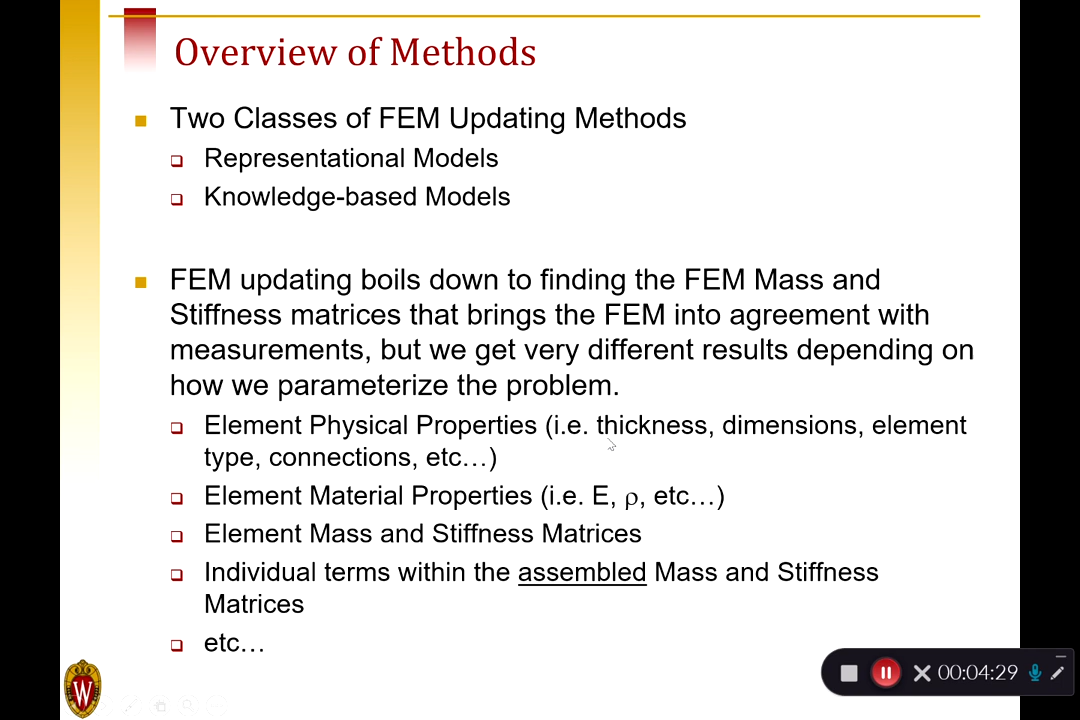 Overview of Methods
Two Classes of FEM Updating Methods
Representational Models
Knowledge-based Models
FEM updating boils down to finding the FEM Mass and
Stiffness matrices that brings the FEM into agreement with
measurements, but we get very different results depending on
how we parameterize the problem.
Element Physical Properties (i.e. thickness, dimensions, element
type, connections, etc…)
Element Material Properties (i.e. E, ρ, etc…)
Element Mass and Stiffness Matrices
Individual terms within the assembled Mass and Stiffness
Matrices
etc…
W
00:04:29